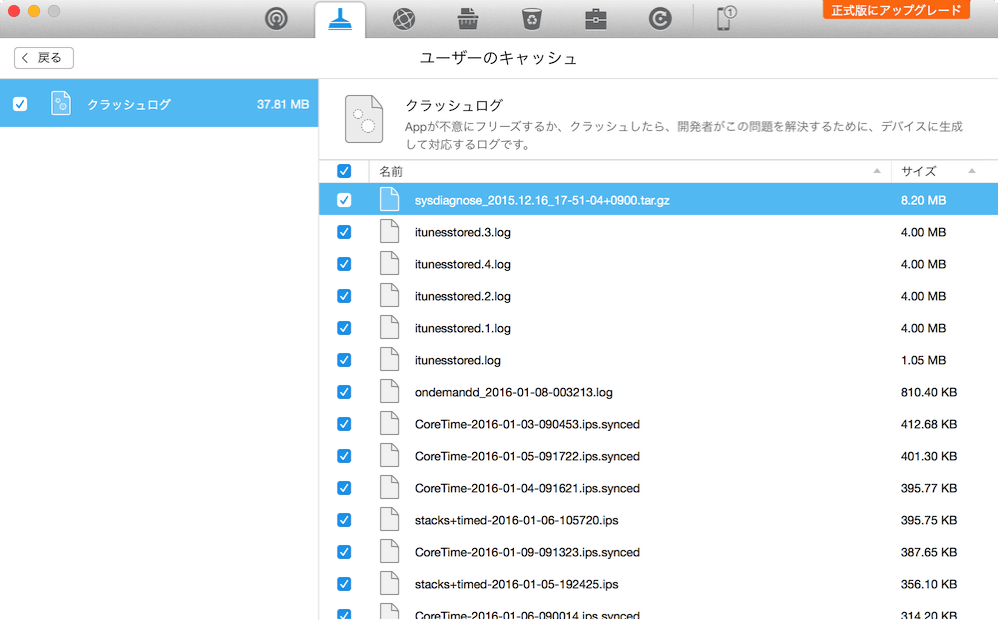 1
正式版にアップグレード
戻る
ユーザーのキャッシュ
クラッシュログ 37.81 MB
クラッシュログ
Appが不意にフリーズするか、クラッシュしたら、開発者がこの問題を解決するために、デバイスに生成
して対応するログです。
名前 サイズ
sysdiagnose_2015.12.16_17-51-04+0900.tar.gz 8.20 MB
itunesstored.3.log 4.00 MB
itunesstored.4.log 4.00 MB
itunesstored.2.log 4.00 MB
itunesstored.1.log 4.00 MB
itunesstored.log 1.05 MB
ondemandd_2016-01-08-003213.log 810.40 KB
CoreTime-2016-01-03-090453.ips.synced 412.68 KB
CoreTime-2016-01-05-091722.ips.synced 401.30 KB
CoreTime-2016-01-04-091621.ips.synced 395.77 KB
stacks+timed-2016-01-06-105720.ips 395.75 KB
CoreTime-2016-01-09-091323.ips.synced 387.65 KB
stacks+timed-2016-01-05-192425.ips 356.10 KB
CoreTime-2016-01-06-090014.ips.synced 314.20 KB